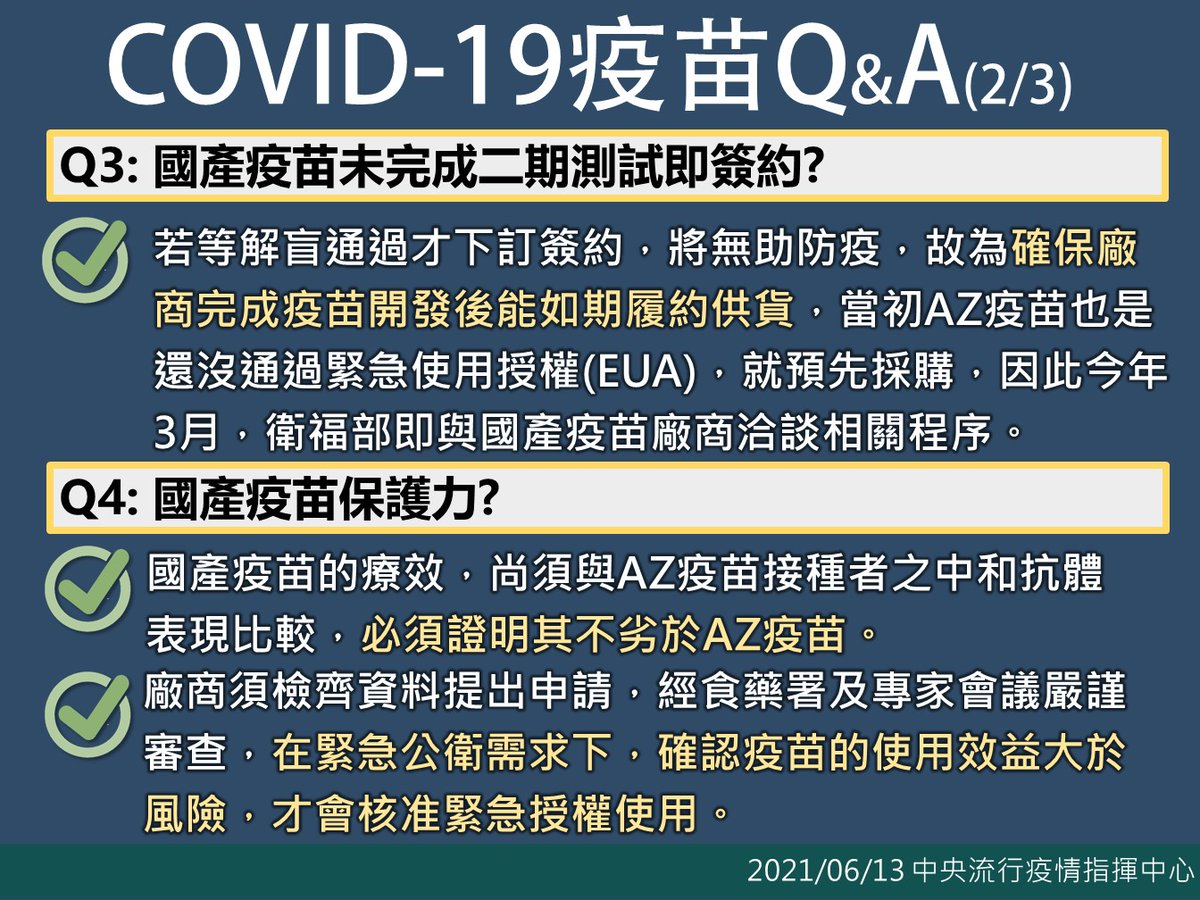 COVID-19疫苗Q&A(2/3)
Q3: 國產疫苗未完成二期測試即簽約?
若等解盲通過才下訂簽約，將無助防疫，故為確保廠
商完成疫苗開發後能如期履約供貨，當初AZ疫苗也是
還沒通過緊急使用授權(EUA)，就預先採購，因此今年
3月，衛福部即與國產疫苗廠商洽談相關程序。
Q4: 國產疫苗保護力?
國產疫苗的療效，尚須與AZ疫苗接種者之中和抗體
表現比較，必須證明其不劣於AZ疫苗。
廠商須檢齊資料提出申請，經食藥署及專家會議嚴謹
審查，在緊急公衛需求下，確認疫苗的使用效益大於
風險，才會核准緊急授權使用。
2021/06/13 中央流行疫情指揮中心